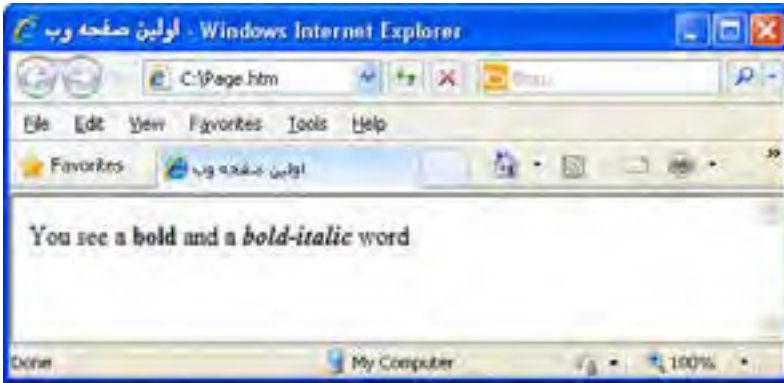 اولین صفحه وب - Windows Internet Explorer
C:\Page.htm
File Edit View Favorites Tools Help
Favorites اولین صفحه وب
You see a bold and a bold-italic word
Done My Computer 100%